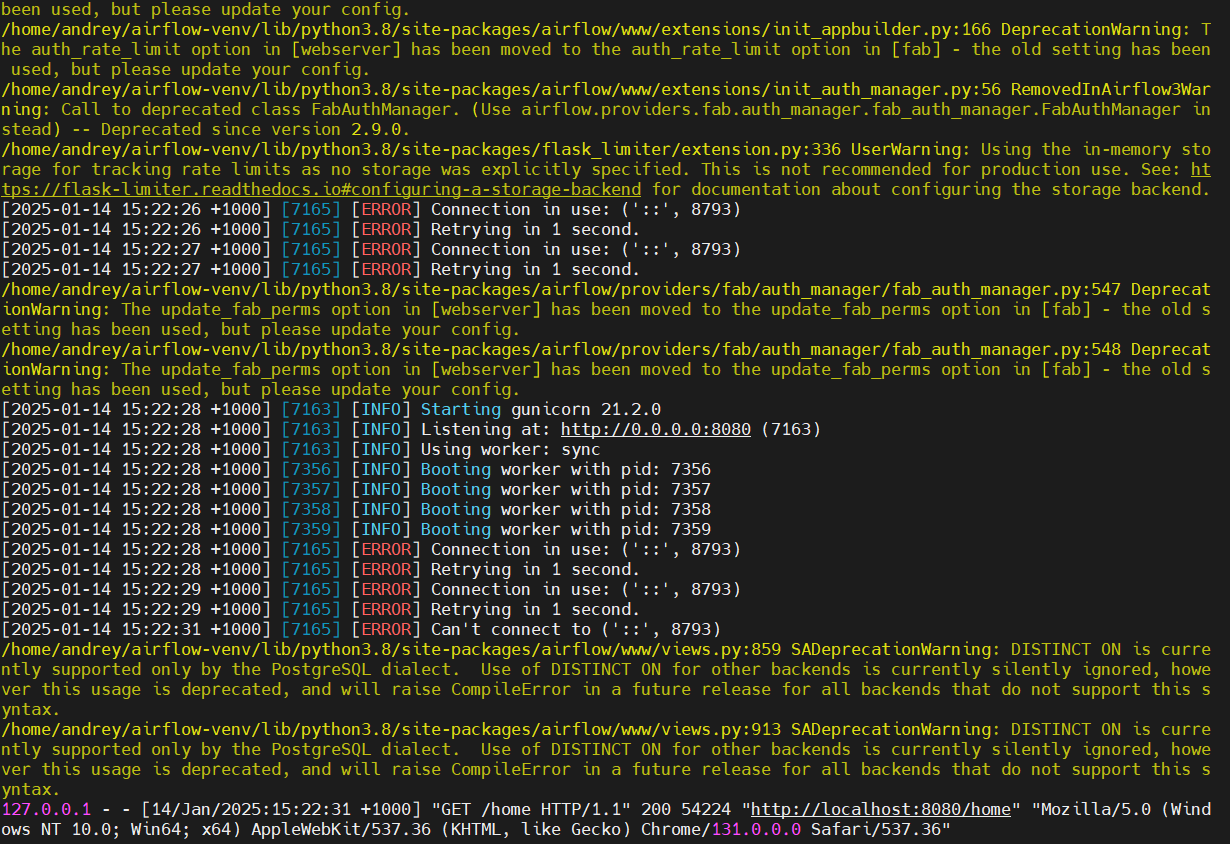 been used, but please update your config.
/home/andrey/airflow-venv/lib/python3.8/site-packages/airflow/www/extensions/init_appbuilder.py:166 DeprecationWarning: T
he auth_rate_limit option in [webserver] has been moved to the auth_rate_limit option in [fab] - the old setting has been
 used, but please update your config.
/home/andrey/airflow-venv/lib/python3.8/site-packages/airflow/www/extensions/init_auth_manager.py:56 RemovedInAirflow3War
ning: Call to deprecated class FabAuthManager. (Use airflow.providers.fab.auth_manager.fab_auth_manager.FabAuthManager in
stead) -- Deprecated since version 2.9.0.
/home/andrey/airflow-venv/lib/python3.8/site-packages/flask_limiter/extension.py:336 UserWarning: Using the in-memory sto
rage for tracking rate limits as no storage was explicitly specified. This is not recommended for production use. See: ht
tps://flask-limiter.readthedocs.io#configuring-a-storage-backend for documentation about configuring the storage backend.
[2025-01-14 15:22:26 +1000] [7165] [ERROR] Connection in use: ('::', 8793)
[2025-01-14 15:22:26 +1000] [7165] [ERROR] Retrying in 1 second.
[2025-01-14 15:22:27 +1000] [7165] [ERROR] Connection in use: ('::', 8793)
[2025-01-14 15:22:27 +1000] [7165] [ERROR] Retrying in 1 second.
/home/andrey/airflow-venv/lib/python3.8/site-packages/airflow/providers/fab/auth_manager/fab_auth_manager.py:547 Deprecat
ionWarning: The update_fab_perms option in [webserver] has been moved to the update_fab_perms option in [fab] - the old s
etting has been used, but please update your config.
/home/andrey/airflow-venv/lib/python3.8/site-packages/airflow/providers/fab/auth_manager/fab_auth_manager.py:548 Deprecat
ionWarning: The update_fab_perms option in [webserver] has been moved to the update_fab_perms option in [fab] - the old s
etting has been used, but please update your config.
[2025-01-14 15:22:28 +1000] [7163] [INFO] Starting gunicorn 21.2.0
[2025-01-14 15:22:28 +1000] [7163] [INFO] Listening at: http://0.0.0.0:8080 (7163)
[2025-01-14 15:22:28 +1000] [7163] [INFO] Using worker: sync
[2025-01-14 15:22:28 +1000] [7356] [INFO] Booting worker with pid: 7356
[2025-01-14 15:22:28 +1000] [7357] [INFO] Booting worker with pid: 7357
[2025-01-14 15:22:28 +1000] [7358] [INFO] Booting worker with pid: 7358
[2025-01-14 15:22:28 +1000] [7359] [INFO] Booting worker with pid: 7359
[2025-01-14 15:22:28 +1000] [7165] [ERROR] Connection in use: ('::', 8793)
[2025-01-14 15:22:28 +1000] [7165] [ERROR] Retrying in 1 second.
[2025-01-14 15:22:29 +1000] [7165] [ERROR] Connection in use: ('::', 8793)
[2025-01-14 15:22:29 +1000] [7165] [ERROR] Retrying in 1 second.
[2025-01-14 15:22:31 +1000] [7165] [ERROR] Can't connect to ('::', 8793)
/home/andrey/airflow-venv/lib/python3.8/site-packages/airflow/www/views.py:859 SADeprecationWarning: DISTINCT ON is curre
ntly supported only by the PostgreSQL dialect.  Use of DISTINCT ON for other backends is currently silently ignored, howe
ver this usage is deprecated, and will raise CompileError in a future release for all backends that do not support this s
yntax.
/home/andrey/airflow-venv/lib/python3.8/site-packages/airflow/www/views.py:913 SADeprecationWarning: DISTINCT ON is curre
ntly supported only by the PostgreSQL dialect.  Use of DISTINCT ON for other backends is currently silently ignored, howe
ver this usage is deprecated, and will raise CompileError in a future release for all backends that do not support this s
yntax.
127.0.0.1 - - [14/Jan/2025:15:22:31 +1000] "GET /home HTTP/1.1" 200 54224 "http://localhost:8080/home" "Mozilla/5.0 (Wind
ows NT 10.0; Win64; x64) AppleWebKit/537.36 (KHTML, like Gecko) Chrome/131.0.0.0 Safari/537.36"